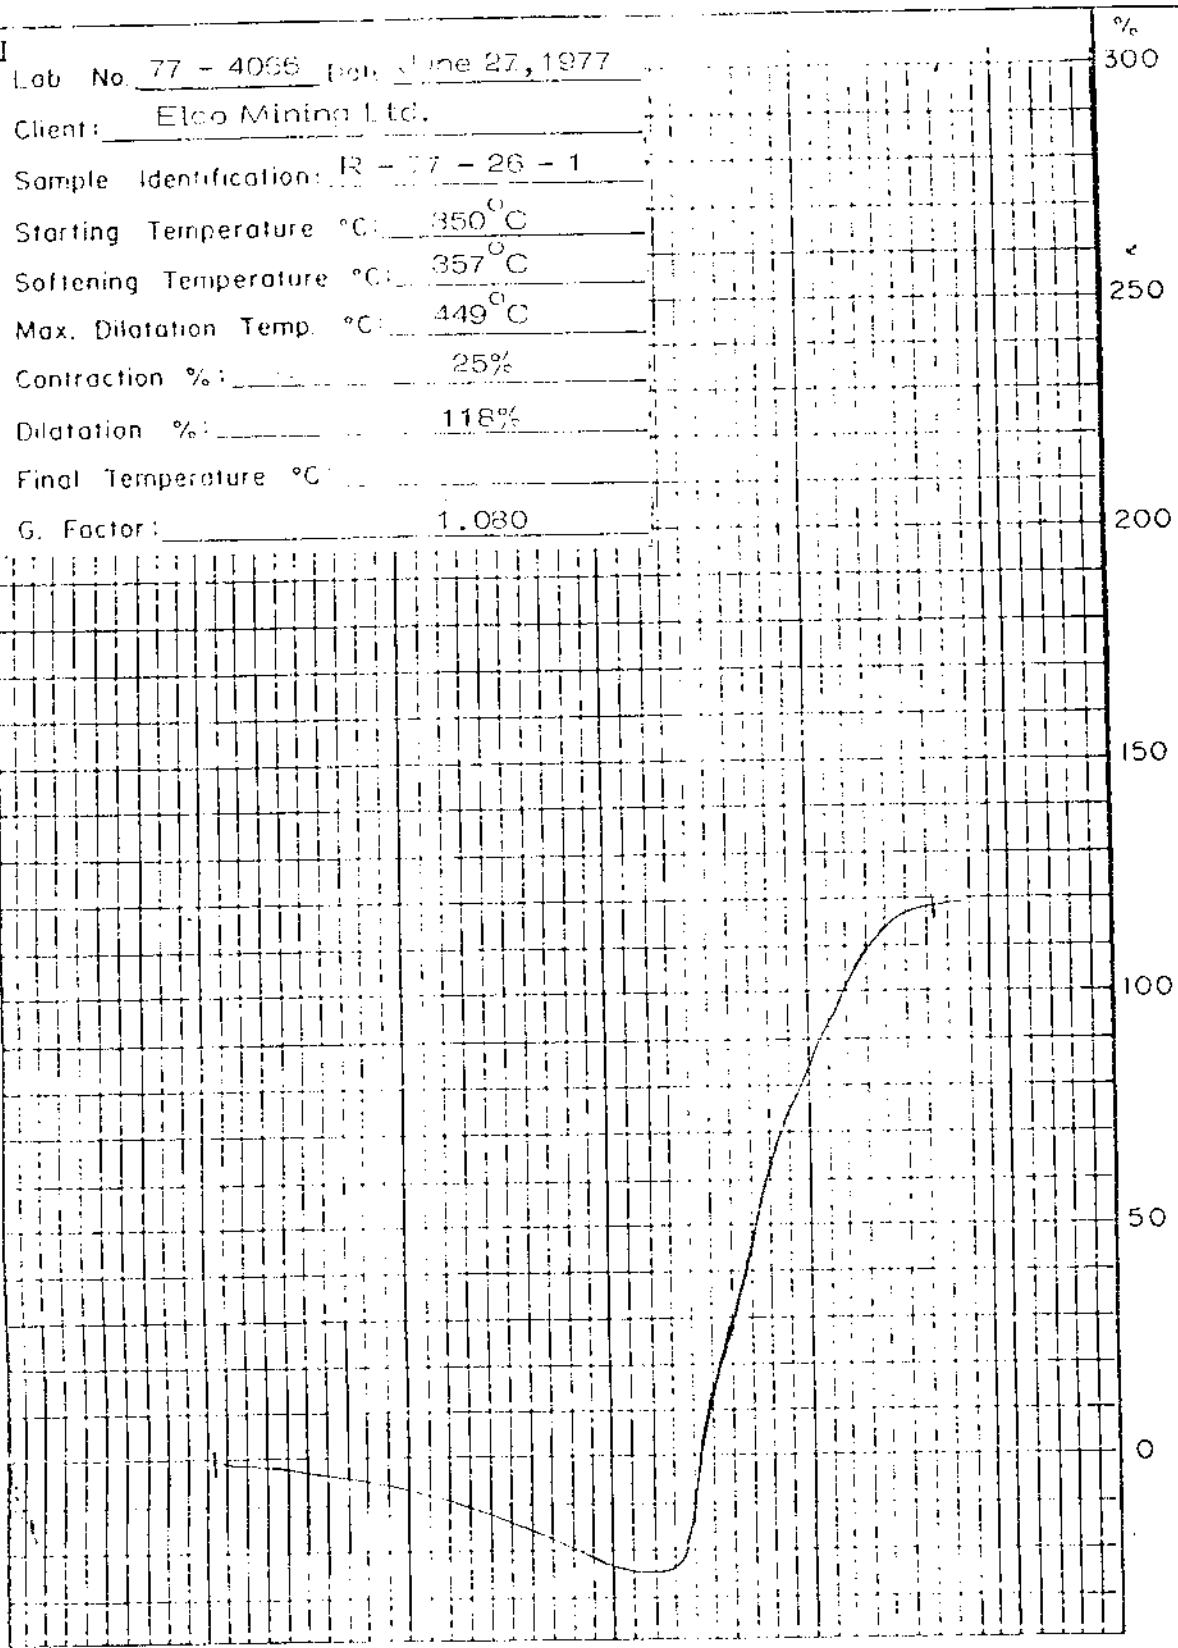 Lab No. 77 - 4066 Date June 27, 1977
Client: Elco Mining Ltd.
Sample Identification: R - 77 - 26 - 1
Starting Temperature °C: 350°C
Softening Temperature °C: 357°C
Max. Dilatation Temp. °C: 449°C
Contraction %: 25%
Dilatation %: 118%
Final Temperature °C
G. Factor: 1.080
%
300
250
200
150
100
50
0